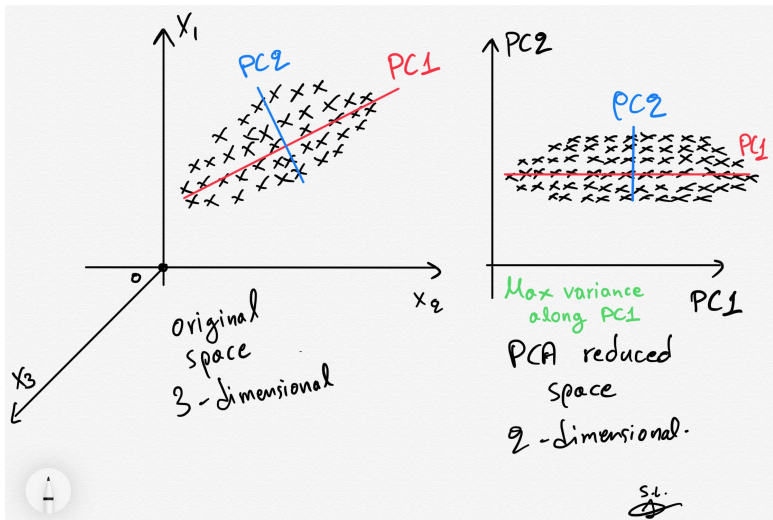 X1
PC2
PC1
0
X2
X3
original
space
3-dimensional
PC2
PC2
PC1
PC1
Max variance
along PC1
PCA reduced
space
2-dimensional.
S.L.